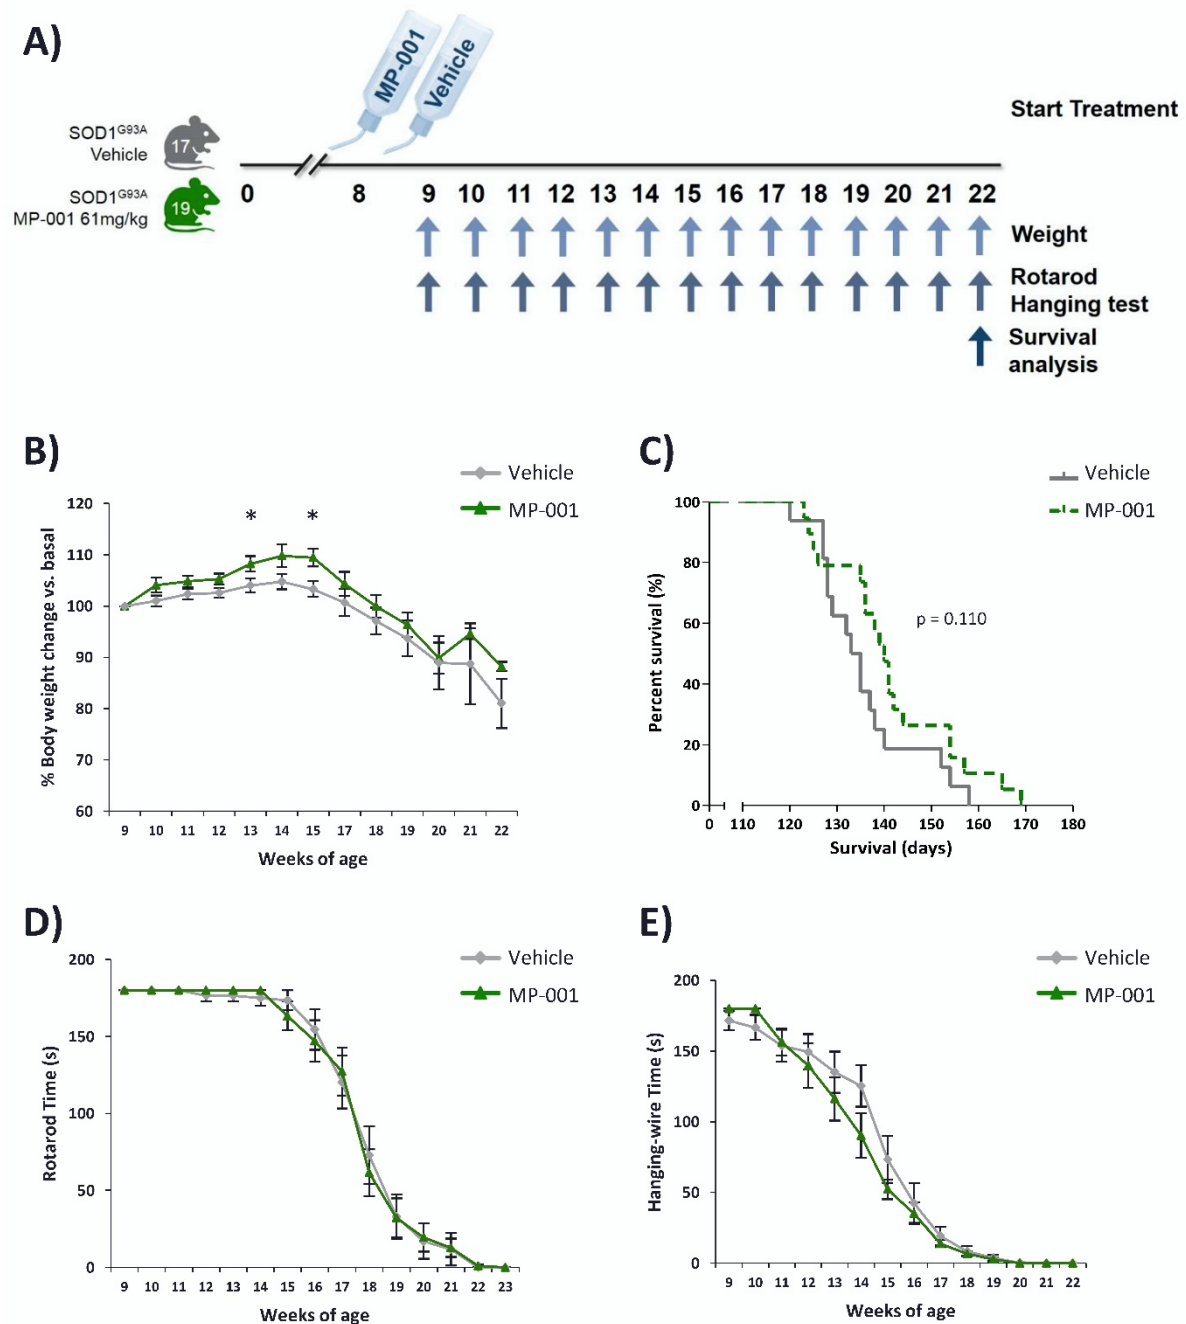 A)
MP-001
Vehicle
Start Treatment
SOD1G93A
Vehicle
17
SOD1G93A
MP-001 61mg/kg
19
0 8 9 10 11 12 13 14 15 16 17 18 19 20 21 22
Weight
Rotarod
Hanging test
Survival
analysis
B)
Vehicle
MP-001
% Body weight change vs. basal
120
110
100
90
80
70
60
* *
9 10 11 12 13 14 15 17 18 19 20 21 22
Weeks of age
C)
Vehicle
MP-001
Percent survival (%)
100
80
60
40
20
0
p = 0.110
0 110 120 130 140 150 160 170 180
Survival (days)
D)
Vehicle
MP-001
Rotarod Time (s)
200
150
100
50
0
9 10 11 12 13 14 15 16 17 18 19 20 21 22 23
Weeks of age
E)
Vehicle
MP-001
Hanging-wire Time (s)
200
150
100
50
0
9 10 11 12 13 14 15 16 17 18 19 20 21 22
Weeks of age